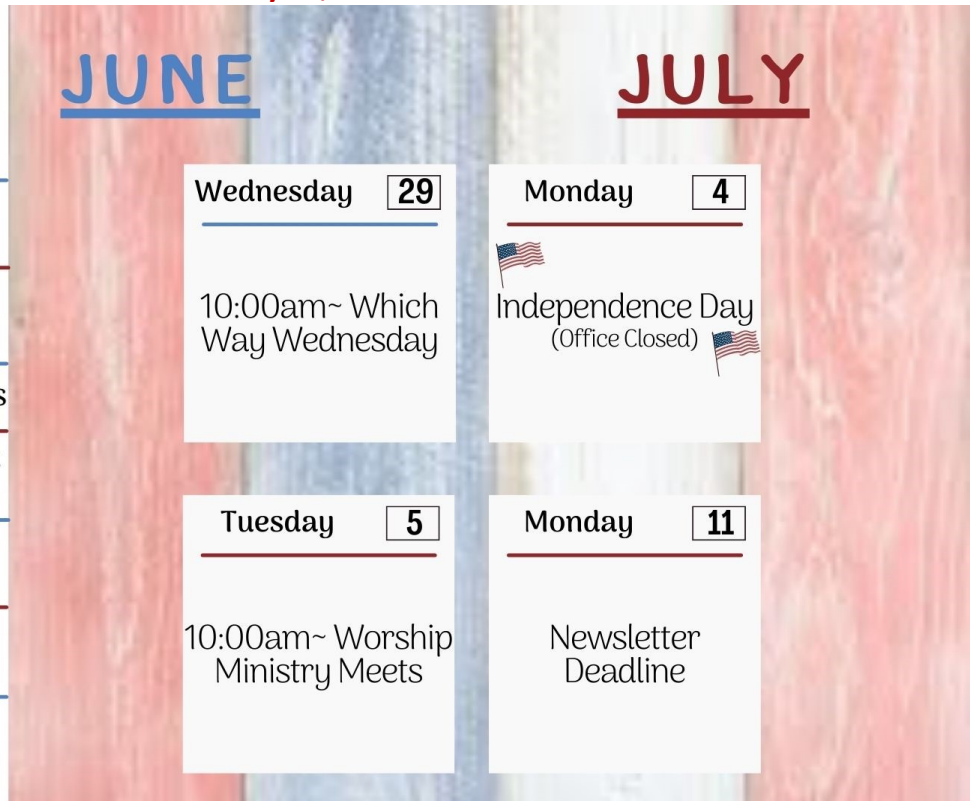 JUNE
JULY
Wednesday 29
10:00am~ Which
Way Wednesday
Monday 4
Independence Day
(Office Closed)
Tuesday 5
10:00am~ Worship
Ministry Meets
Monday 11
Newsletter
Deadline